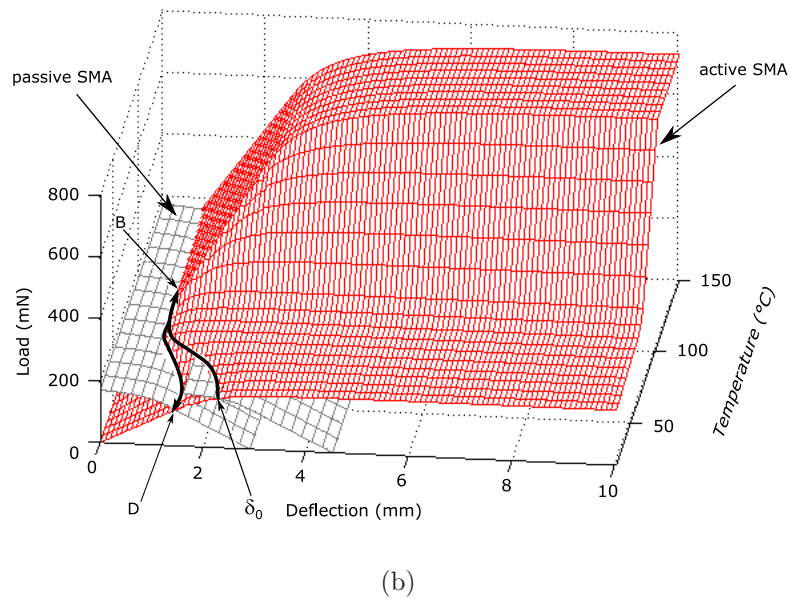 passive SMA
active SMA
800
B
600
400
200
0
Load (mN)
0
2
4
6
8
10
D
δ0
Deflection (mm)
50
100
150
Temperature (ºC)
(b)